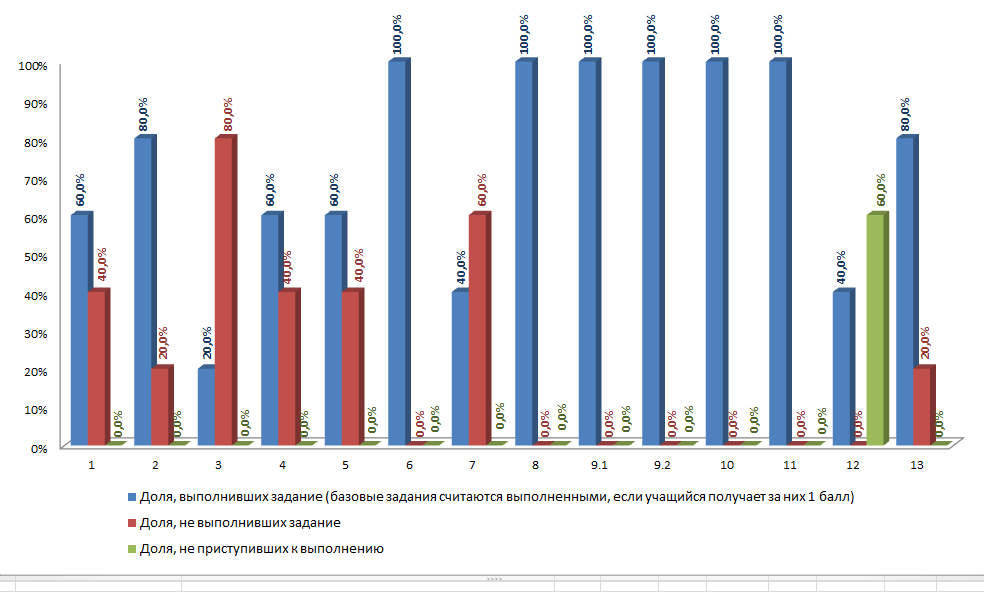 100,0% 100,0% 100,0% 100,0% 100,0% 100,0%
100%
90%
80,0% 80,0% 80,0%
80%
70%
60,0% 60,0% 60,0% 60,0% 60,0%
60%
50%
40,0% 40,0% 40,0% 40,0% 40,0%
40%
30%
20,0% 20,0% 20,0%
20%
10%
0,0% 0,0% 0,0% 0,0% 0,0% 0,0% 0,0% 0,0% 0,0% 0,0% 0,0% 0,0% 0,0% 0,0% 0,0% 0,0% 0,0% 0,0% 0,0% 0,0%
0%
1 2 3 4 5 6 7 8 9.1 9.2 10 11 12 13
Доля, выполнивших задание (базовые задания считаются выполненными, если учащийся получает за них 1 балл)
Доля, не выполнивших задание
Доля, не приступивших к выполнению